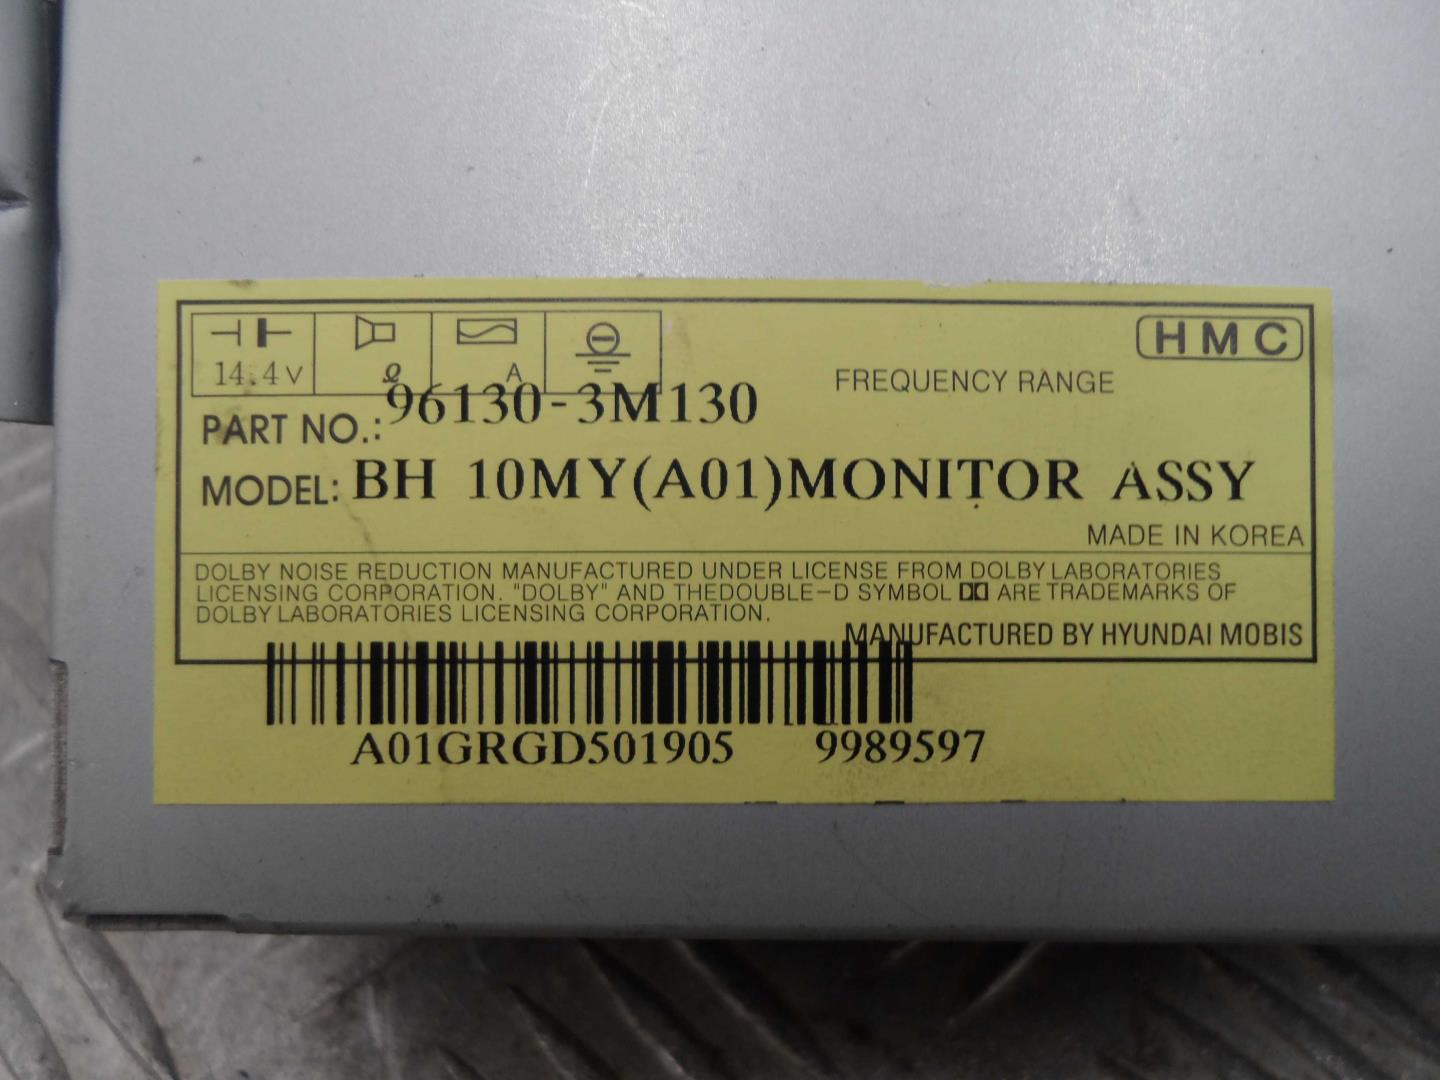 14.4V Ω A
HMC
FREQUENCY RANGE
PART NO.: 96130-3M130
MODEL: BH 10MY(A01)MONITOR ASSY
MADE IN KOREA
DOLBY NOISE REDUCTION MANUFACTURED UNDER LICENSE FROM DOLBY LABORATORIES
LICENSING CORPORATION. "DOLBY" AND THEDOUBLE-D SYMBOL ARE TRADEMARKS OF
DOLBY LABORATORIES LICENSING CORPORATION.
MANUFACTURED BY HYUNDAI MOBIS
A01GRGD501905 9989597